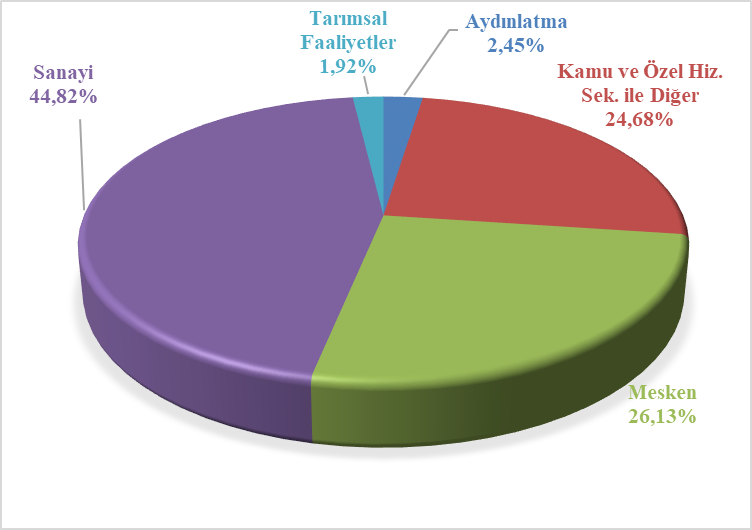 Tarımsal
Faaliyetler
1,92%
Aydınlatma
2,45%
Kamu ve Özel Hiz.
Sek. ile Diğer
24,68%
Sanayi
44,82%
Mesken
26,13%